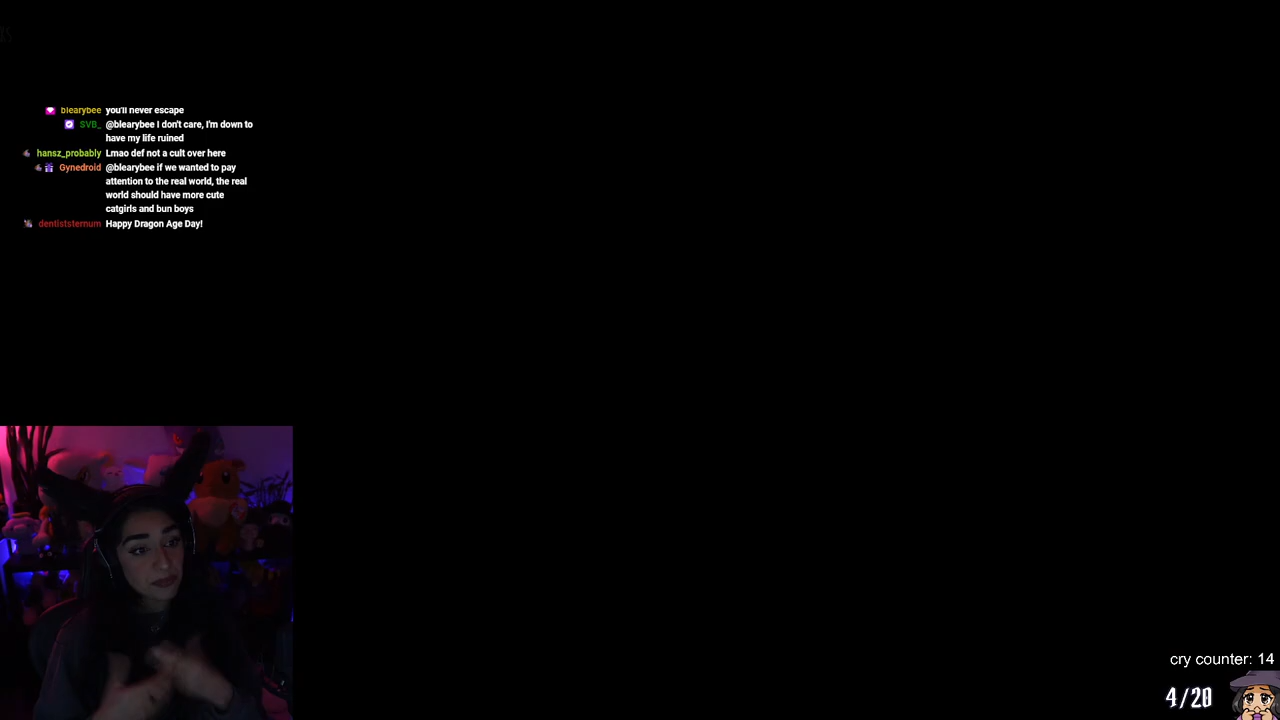 blearybee you'll never escape
SVB_ @blearybee I don't care, I'm down to
have my life ruined
hansz_probably Lmao def not a cult over here
Gynedroid @blearybee if we wanted to pay
attention to the real world, the real
world should have more cute
catgirls and bun boys
dentiststernum Happy Dragon Age Day!
cry counter: 14
4/20